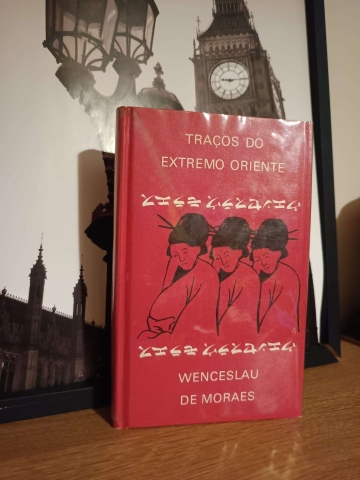 TRAÇOS DO
EXTREMO ORIENTE
WENCESLAU
DE MORAES